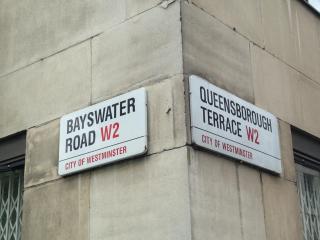 BAYSWATER
ROAD W2
CITY OF WESTMINSTER
QUEENSBOROUGH
TERRACE W2
CITY OF WESTMINSTER